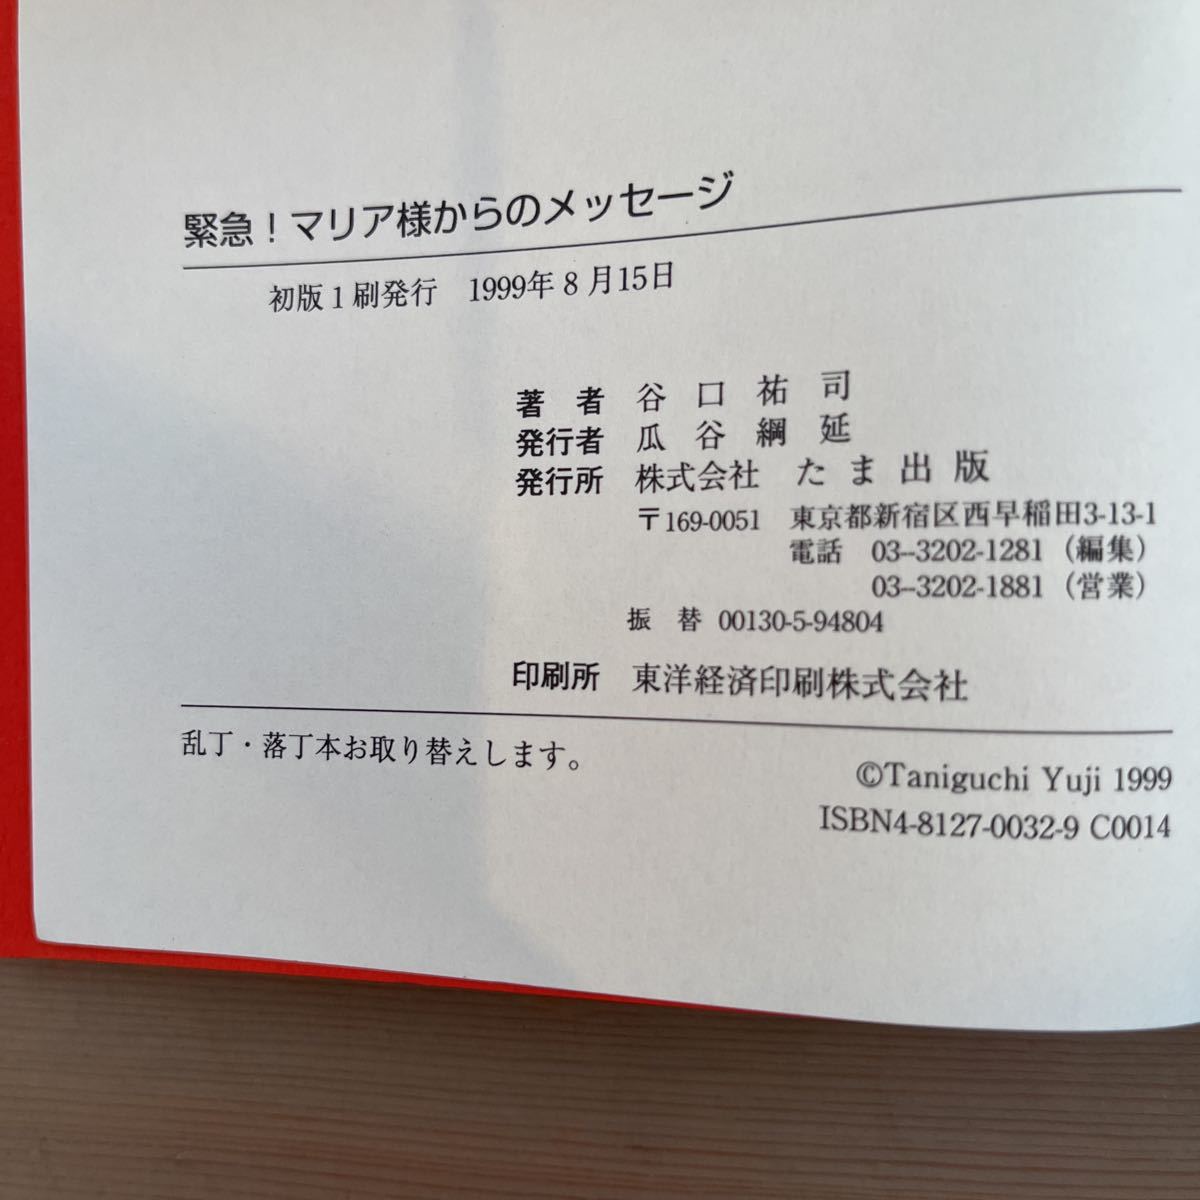 緊急！マリア様からのメッセージ
初版1刷発行　1999年8月15日
著　者　谷　口　祐　司
発行者　瓜　谷　綱　延
発行所　株式会社　たま出版
〒169-0051　東京都新宿区西早稲田3-13-1
電話　03–3202-1281（編集）
03–3202-1881（営業）
振　替　00130-5-94804
印刷所　東洋経済印刷株式会社
乱丁・落丁本お取り替えします。
©Taniguchi Yuji 1999
ISBN4-8127-0032-9 C0014